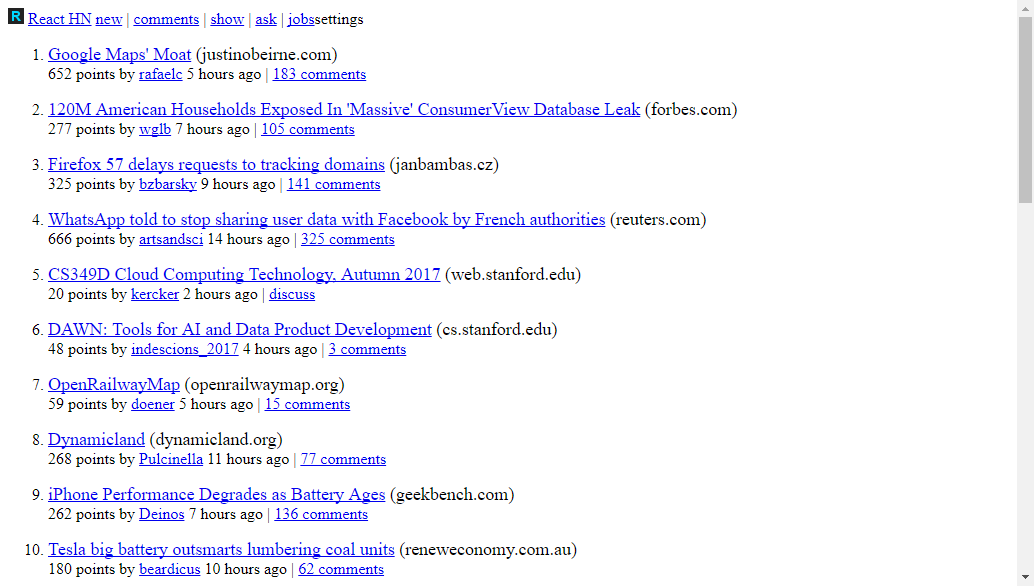 R React HN new | comments | show | ask | jobssettings
1. Google Maps' Moat (justinobeirne.com)
652 points by rafaelc 5 hours ago | 183 comments
2. 120M American Households Exposed In 'Massive' ConsumerView Database Leak (forbes.com)
277 points by wglb 7 hours ago | 105 comments
3. Firefox 57 delays requests to tracking domains (janbambas.cz)
325 points by bzbarsky 9 hours ago | 141 comments
4. WhatsApp told to stop sharing user data with Facebook by French authorities (reuters.com)
666 points by artsandsci 14 hours ago | 325 comments
5. CS349D Cloud Computing Technology, Autumn 2017 (web.stanford.edu)
20 points by kercker 2 hours ago | discuss
6. DAWN: Tools for AI and Data Product Development (cs.stanford.edu)
48 points by indescions_2017 4 hours ago | 3 comments
7. OpenRailwayMap (openrailwaymap.org)
59 points by doener 5 hours ago | 15 comments
8. Dynamicland (dynamicland.org)
268 points by Pulcinella 11 hours ago | 77 comments
9. iPhone Performance Degrades as Battery Ages (geekbench.com)
262 points by Deinos 7 hours ago | 136 comments
10. Tesla big battery outsmarts lumbering coal units (reneweconomy.com.au)
180 points by beardicus 10 hours ago | 62 comments